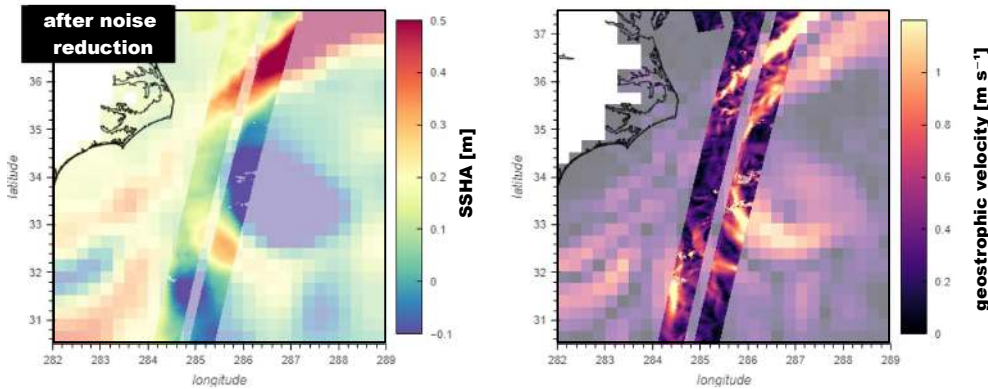 after noise
reduction
36
35
34
33
32
31
282 283 284 285 286 287 288 289
latitude
longitude
0.5
0.4
0.3
0.2
0.1
0
−0.1
SSHA [m]
37
36
35
34
33
32
31
282 283 284 285 286 287 288 289
latitude
longitude
1
0.8
0.6
0.4
0.2
0
geostrophic velocity [m s⁻¹]